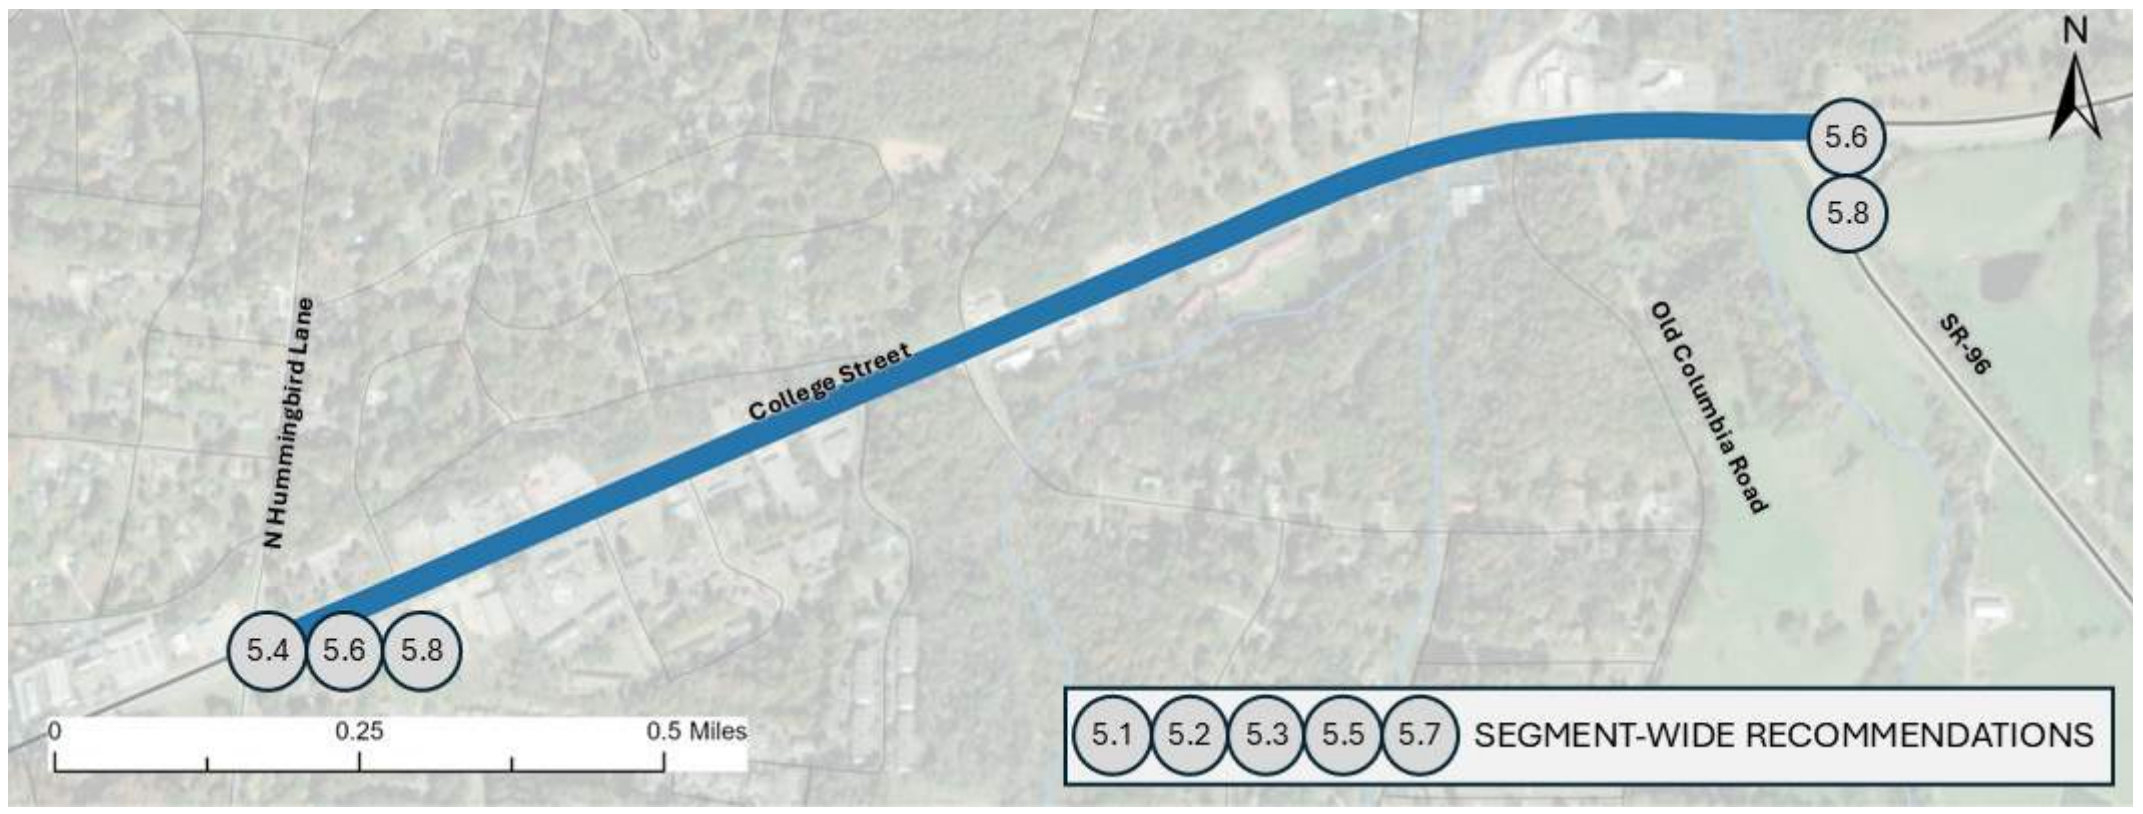 N
5.6
5.8
N Hummingbird Lane
College Street
Old Columbia Road
SR-96
5.4 5.6 5.8
0 0.25 0.5 Miles
5.1 5.2 5.3 5.5 5.7 SEGMENT-WIDE RECOMMENDATIONS